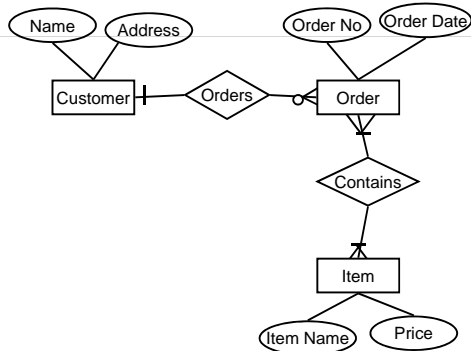 Name
Address
Order No
Order Date
Customer
Orders
Order
Contains
Item
Item Name
Price